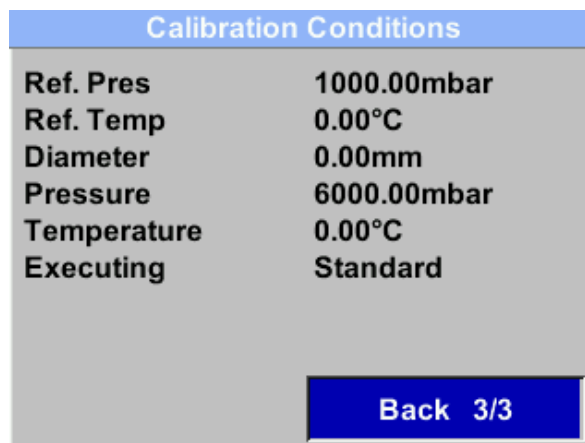 Calibration Conditions
Ref. Pres 1000.00mbar
Ref. Temp 0.00°C
Diameter 0.00mm
Pressure 6000.00mbar
Temperature 0.00°C
Executing Standard
Back 3/3